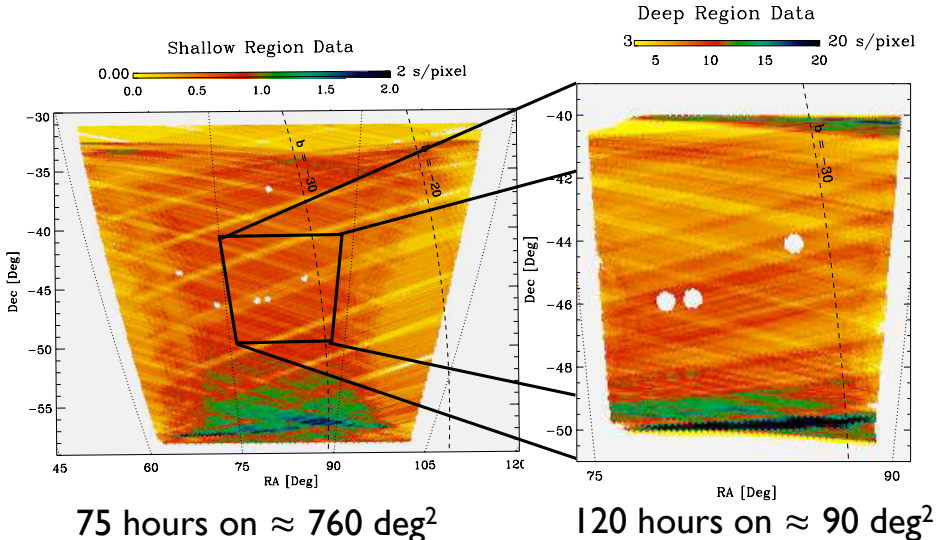 Shallow Region Data
0.00 2 s/pixel
0.0 0.5 1.0 1.5 2.0
-30
-35
-40
-45
-50
-55
Dec [Deg]
b = -30
b = -20
45 60 75 90 105 120
RA [Deg]
75 hours on ≈ 760 deg²
Deep Region Data
3 20 s/pixel
5 10 15 20
-40
-42
-44
-46
-48
-50
Dec [Deg]
b = -30
75 90
RA [Deg]
120 hours on ≈ 90 deg²